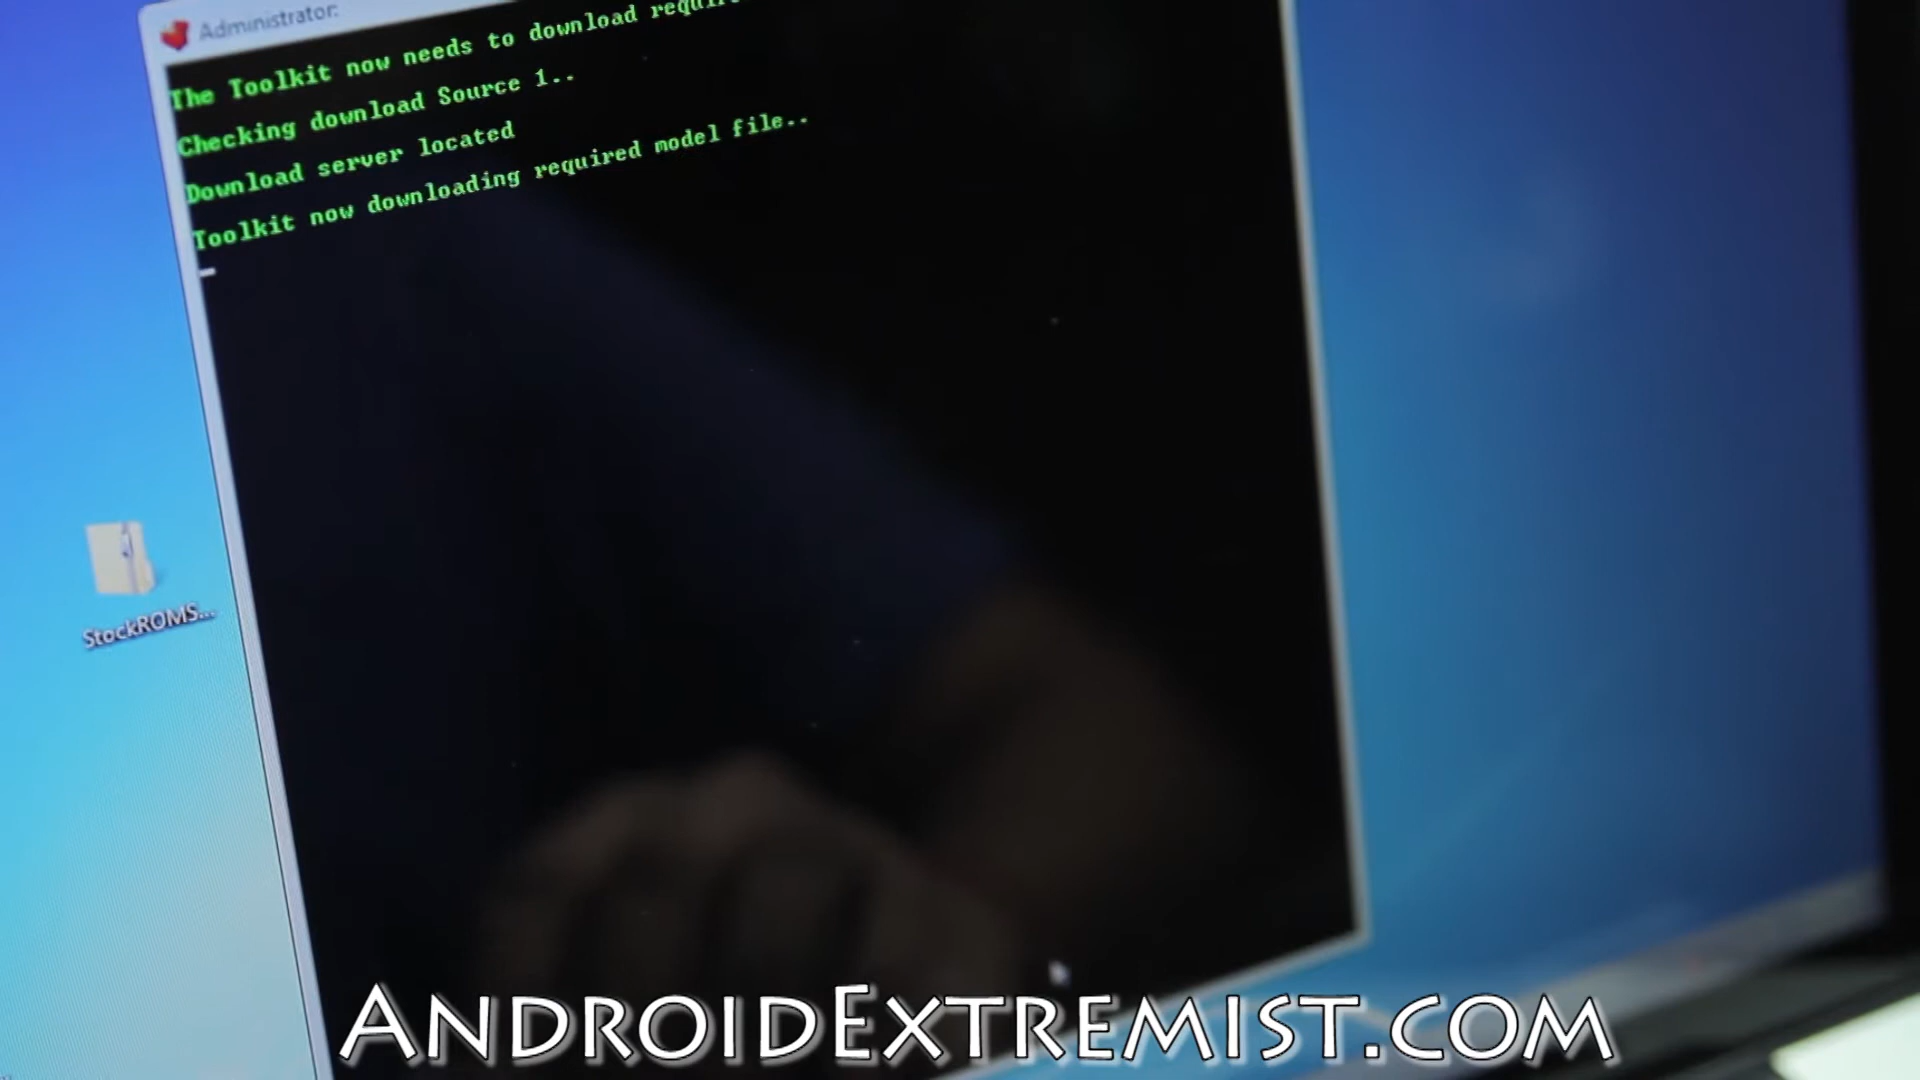 Administrator:
The Toolkit now needs to download
Checking download Source 1..
Download server located
Toolkit now downloading required model file..
StockROMS...
ANDROIDEXTREMIST.COM